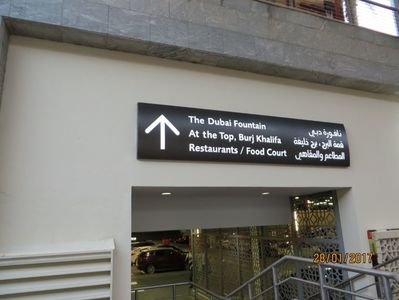 The Dubai Fountain
At the Top, Burj Khalifa
Restaurants / Food Court
نافورة دبي
قمة البرج، برج خليفة
المطاعم والمقاهي
28/01/2017